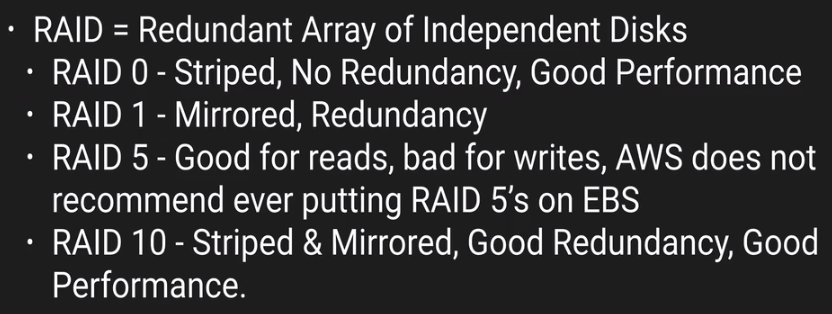 • RAID = Redundant Array of Independent Disks
• RAID 0 - Striped, No Redundancy, Good Performance
• RAID 1 - Mirrored, Redundancy
• RAID 5 - Good for reads, bad for writes, AWS does not
recommend ever putting RAID 5’s on EBS
• RAID 10 - Striped & Mirrored, Good Redundancy, Good
Performance.